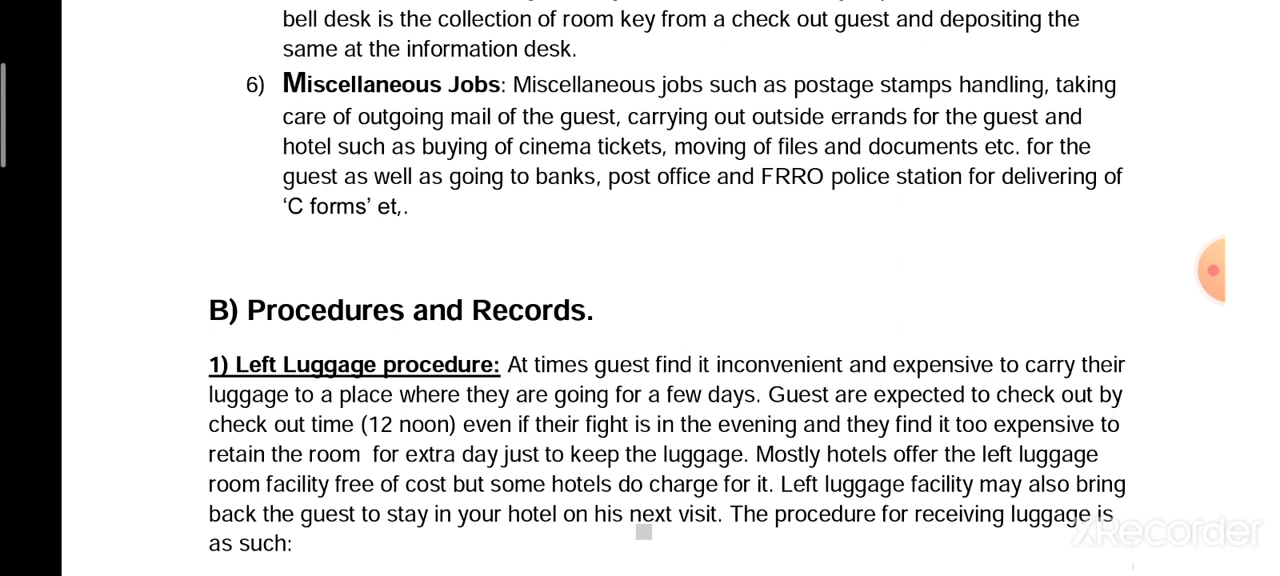 bell desk is the collection of room key from a check out guest and depositing the
same at the information desk.
6) Miscellaneous Jobs: Miscellaneous jobs such as postage stamps handling, taking
care of outgoing mail of the guest, carrying out outside errands for the guest and
hotel such as buying of cinema tickets, moving of files and documents etc. for the
guest as well as going to banks, post office and FRRO police station for delivering of
‘C forms’ et,.
B) Procedures and Records.
1) Left Luggage procedure: At times guest find it inconvenient and expensive to carry their
luggage to a place where they are going for a few days. Guest are expected to check out by
check out time (12 noon) even if their fight is in the evening and they find it too expensive to
retain the room for extra day just to keep the luggage. Mostly hotels offer the left luggage
room facility free of cost but some hotels do charge for it. Left luggage facility may also bring
back the guest to stay in your hotel on his next visit. The procedure for receiving luggage is
as such:
XRecorder